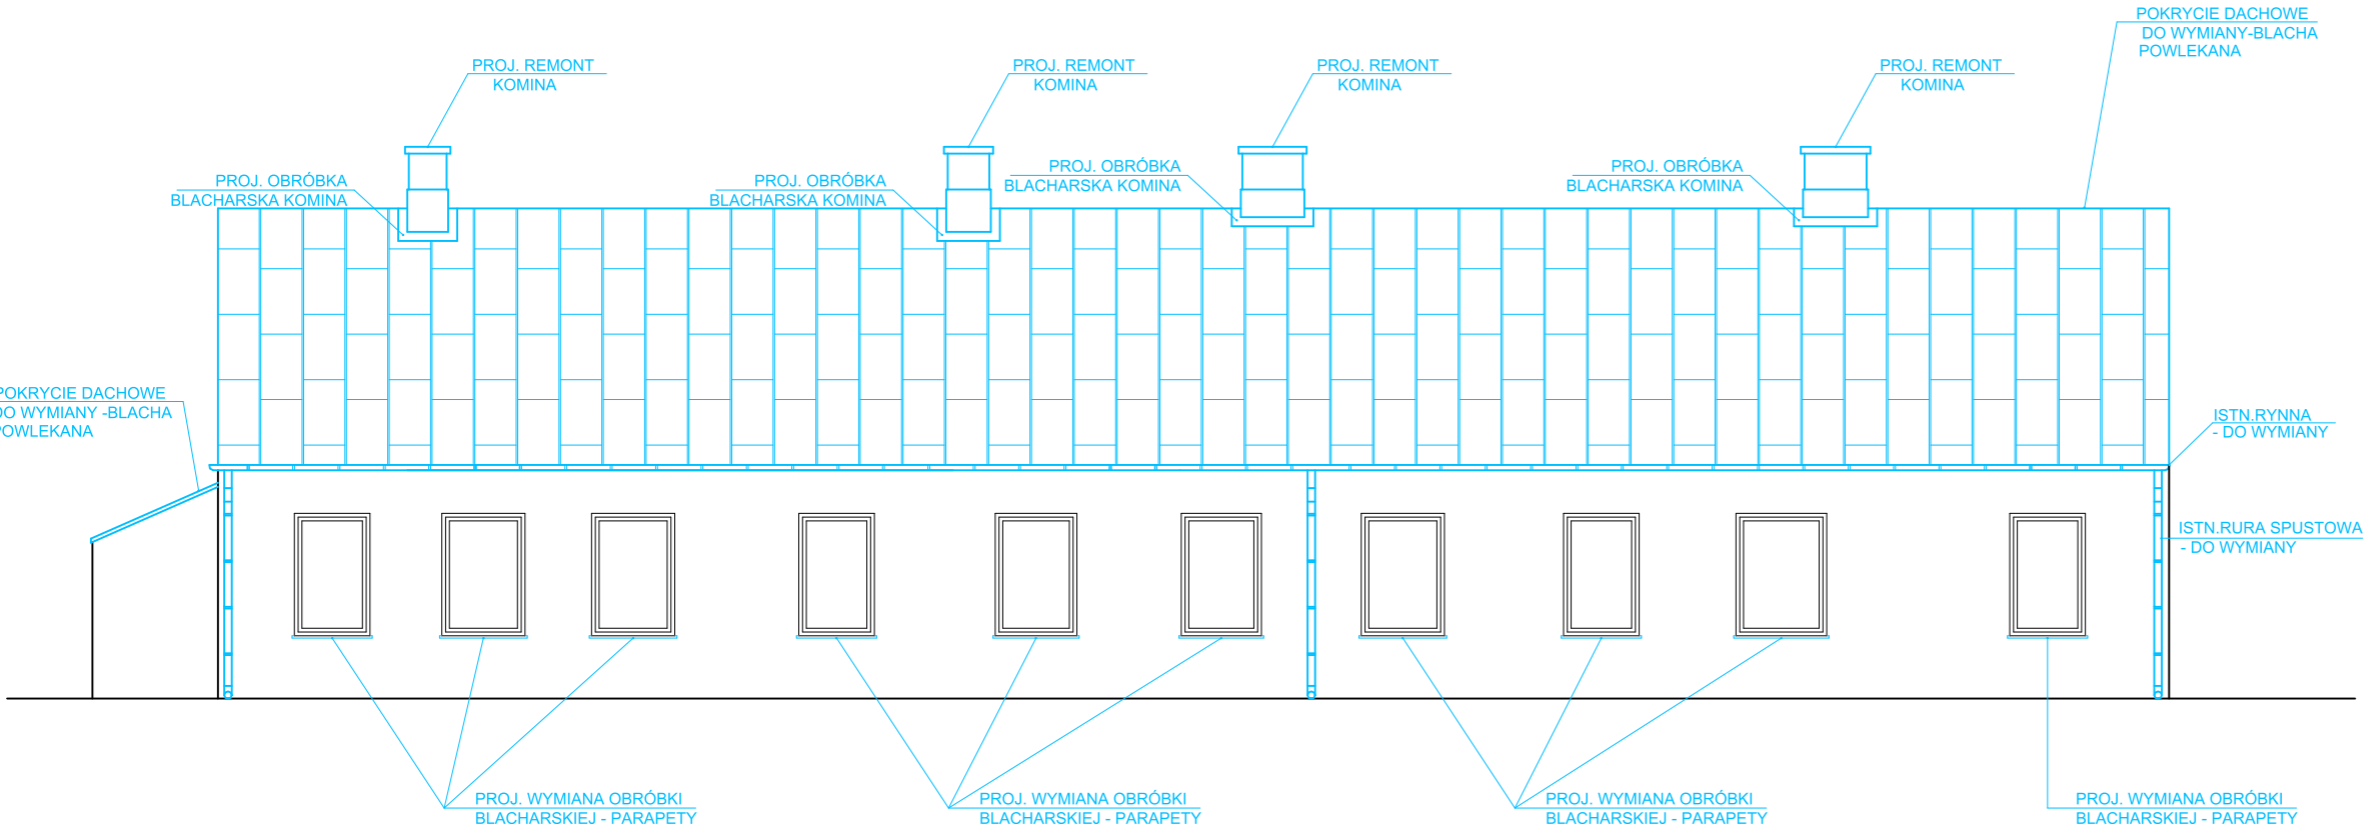 POKRYCIE DACHOWE
DO WYMIANY-BLACHA
POWLEKANA
PROJ. REMONT
KOMINA
PROJ. REMONT
KOMINA
PROJ. REMONT
KOMINA
PROJ. REMONT
KOMINA
PROJ. OBRÓBKA
BLACHARSKA KOMINA
PROJ. OBRÓBKA
BLACHARSKA KOMINA
PROJ. OBRÓBKA
BLACHARSKA KOMINA
PROJ. OBRÓBKA
BLACHARSKA KOMINA
POKRYCIE DACHOWE
DO WYMIANY -BLACHA
POWLEKANA
ISTN.RYNNA
- DO WYMIANY
ISTN.RURA SPUSTOWA
- DO WYMIANY
PROJ. WYMIANA OBRÓBKI
BLACHARSKIEJ - PARAPETY
PROJ. WYMIANA OBRÓBKI
BLACHARSKIEJ - PARAPETY
PROJ. WYMIANA OBRÓBKI
BLACHARSKIEJ - PARAPETY
PROJ. WYMIANA OBRÓBKI
BLACHARSKIEJ - PARAPETY